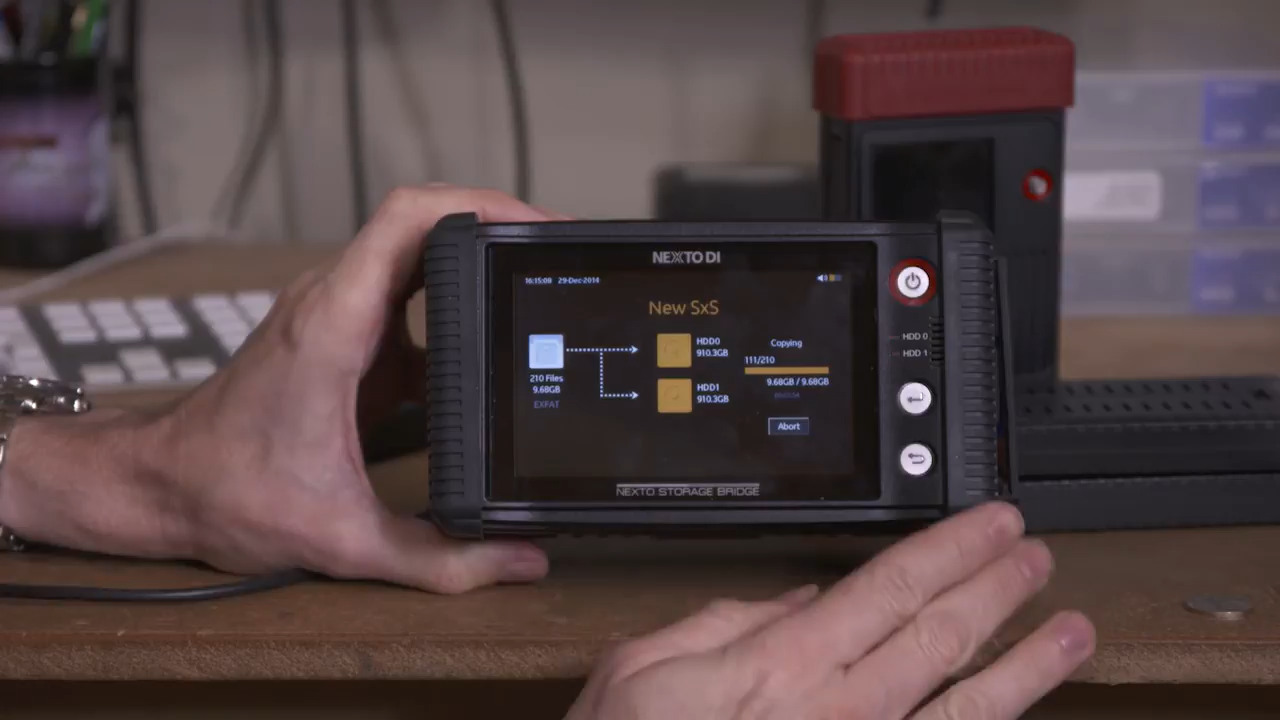 NEXTO DI
16:15:09 29-Dec-2014
New SxS
HDD0
910.3GB
210 Files
9.68GB
EXFAT
HDD1
910.3GB
Copying
111/210
9.68GB / 9.68GB
Abort
HDD 0
HDD 1
NEXTO STORAGE BRIDGE